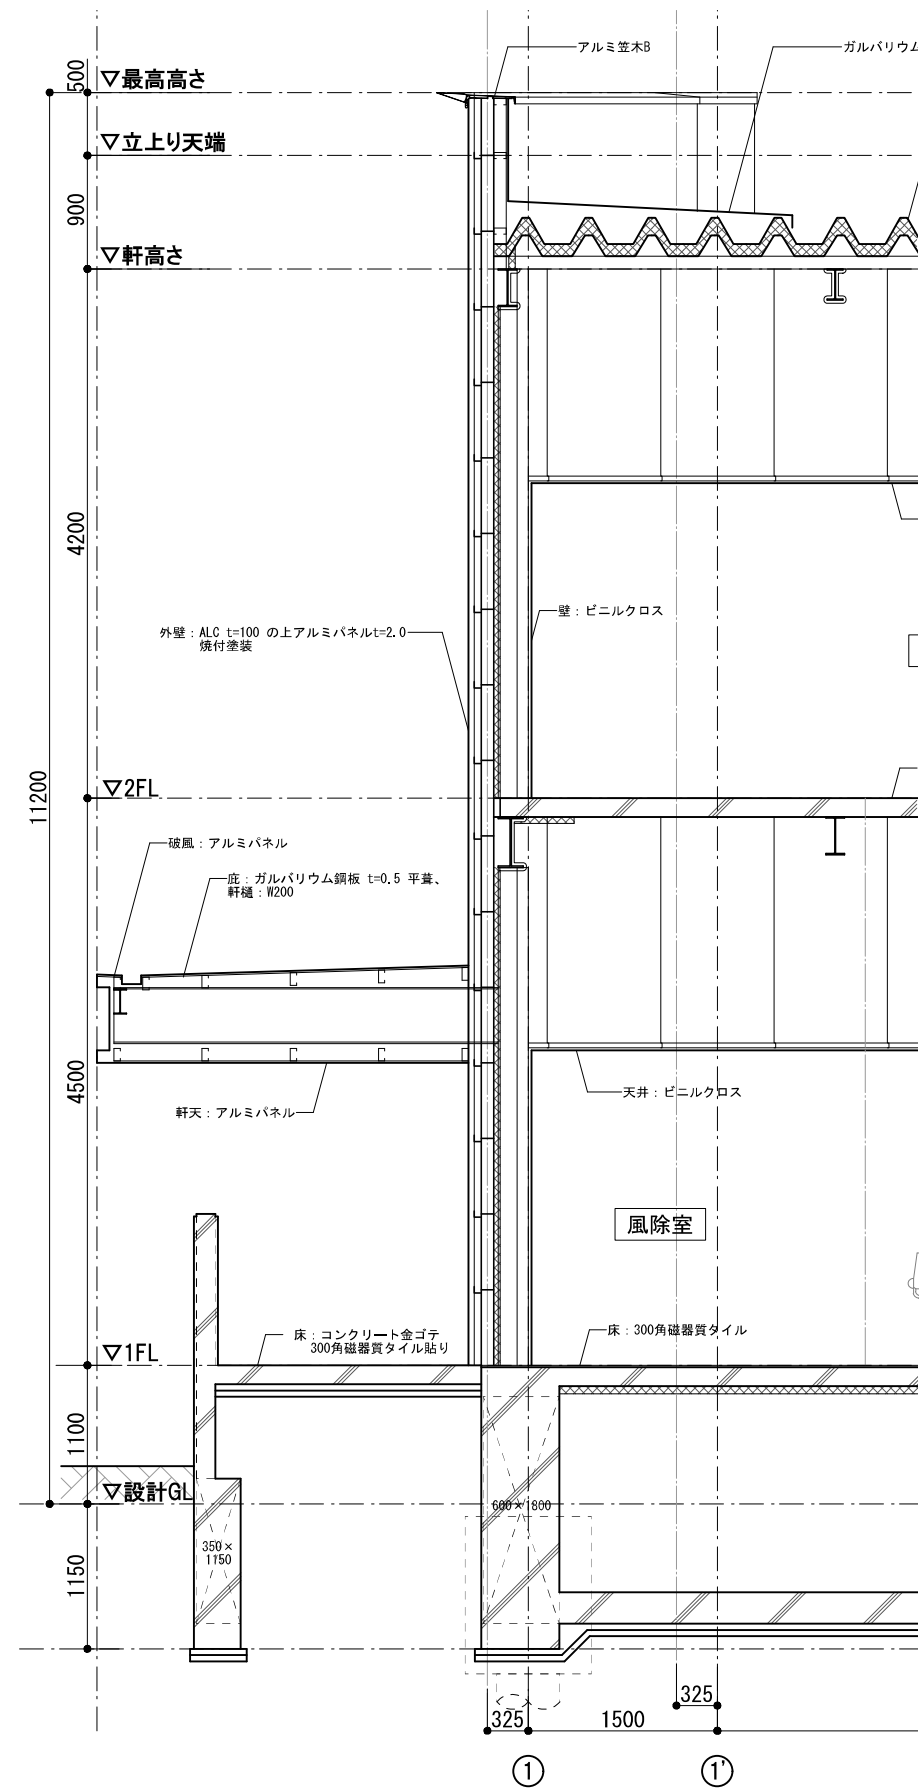 アルミ笠木B
ガルバリウム
500
▽最高高さ
▽立上り天端
900
▽軒高さ
4200
壁：ビニルクロス
外壁：ALC t=100 の上アルミパネルt=2.0
焼付塗装
11200
▽2FL
破風：アルミパネル
庇：ガルバリウム鋼板 t=0.5 平葺、
軒樋：W200
4500
天井：ビニルクロス
軒天：アルミパネル
風除室
床：コンクリート金ゴテ
300角磁器質タイル貼り
床：300角磁器質タイル
▽1FL
1100
▽設計GL
600×1800
350×
1150
1150
325
325
1500
1
1'